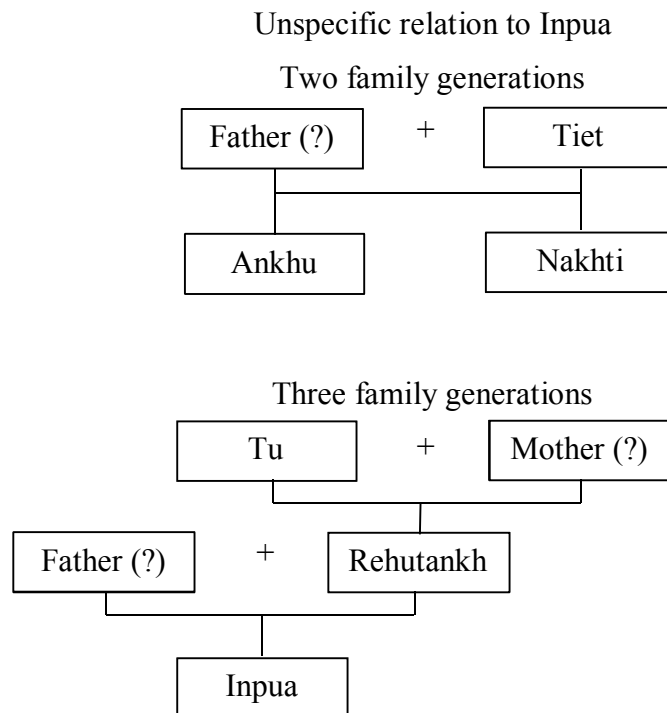 Unspecific relation to Inpua
Two family generations
Father (?) + Tiet
Ankhu Nakhti
Three family generations
Tu + Mother (?)
Father (?) + Rehutankh
Inpua